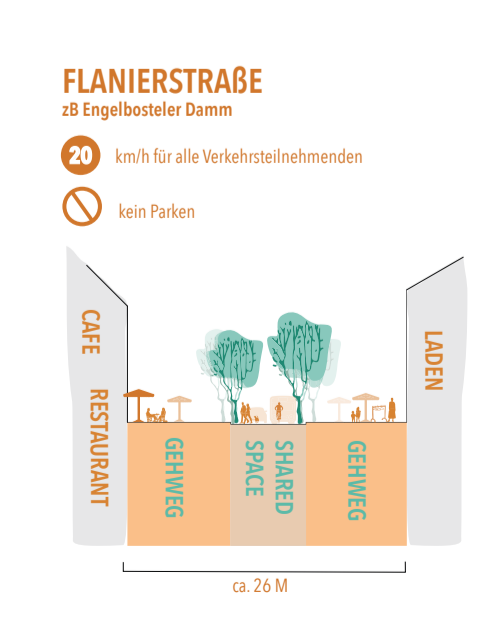 FLANIERSTRAßE
zB Engelbosteler Damm
20 km/h für alle Verkehrsteilnehmenden
kein Parken
CAFE
RESTAURANT
LADEN
GEHWEG
SHARED
SPACE
GEHWEG
ca. 26 M